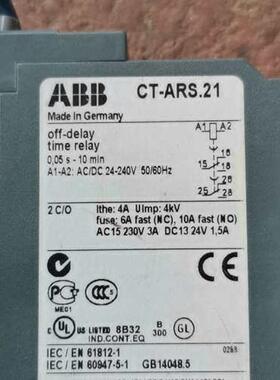 ABB CT-ARS.21
Made in Germany
off-delay
time relay
0,05 s - 10 min
A1-A2: AC/DC 24-240V 50/60Hz
A1 A2
16
15 18
26
25 28
2 C/O
Ithe: 4A Uimp: 4kV
fuse: 6A fast (NC), 10A fast (NO)
AC15 230V 3A DC13 24V 1,5A
CCC
UL US LISTED 8B32 B 300 GL
IND.CONT.EQ
IEC / EN 61812-1
IEC / EN 60947-5-1 GB14048.5